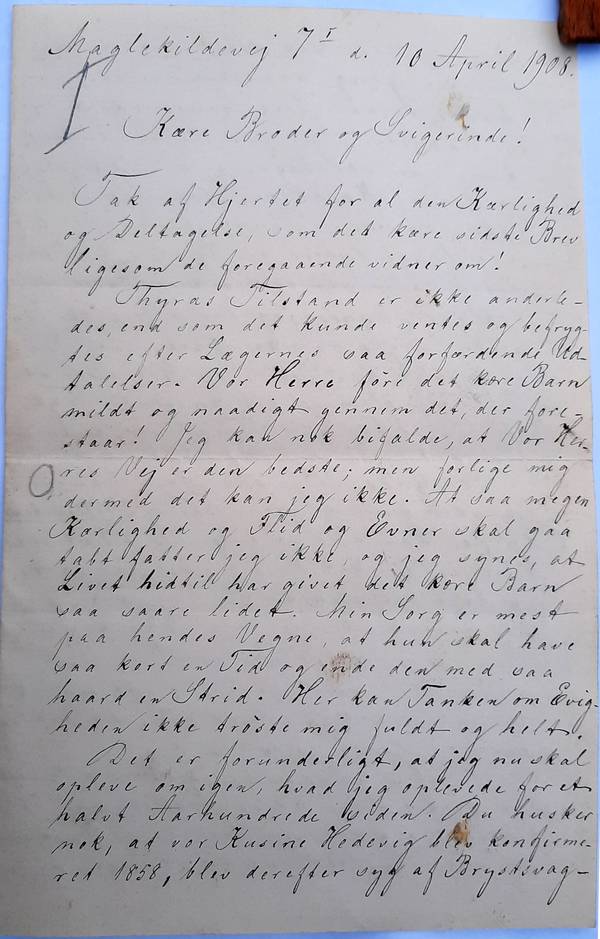 Maglekildevej 7 I d. 10 April 1908.
Kære Broder og Svigerinde!
Tak af Hjertet for al den Kærlighed
og Deltagelse, som det kære sidste Brev
ligesom de foregaaende vidner om!
Thyras Tilstand er ikke anderle-
des, end som det kunde ventes og befryg-
tes efter Lægernes saa forfærdende Ud-
talelser. Vor Herre føre det kære Barn
mildt og naadigt gennem det, der fore-
staar! Jeg kan nok bifalde, at Vor Her-
res Vej er den bedste; men forlige mig
dermed det kan jeg ikke. At saa megen
Kærlighed og Flid og Evner skal gaa
tabt fatter jeg ikke, og jeg synes, at
Livet hidtil har givet det kære Barn
saa saare lidet. Min Sorg er mest
paa hendes Vegne, at hun skal have
saa kort en Tid og ende den med saa
haard en Strid. Her kan Tanken om Evig-
heden ikke trøste mig fuldt og helt.
Det er forunderligt, at jeg nu skal
opleve om igen, hvad jeg oplevede for et
halvt Aarhundrede siden. Du husker
nok, at vor Kusine Hedevig blev konfirme-
ret 1858, blev derefter syg af Brystsvag-